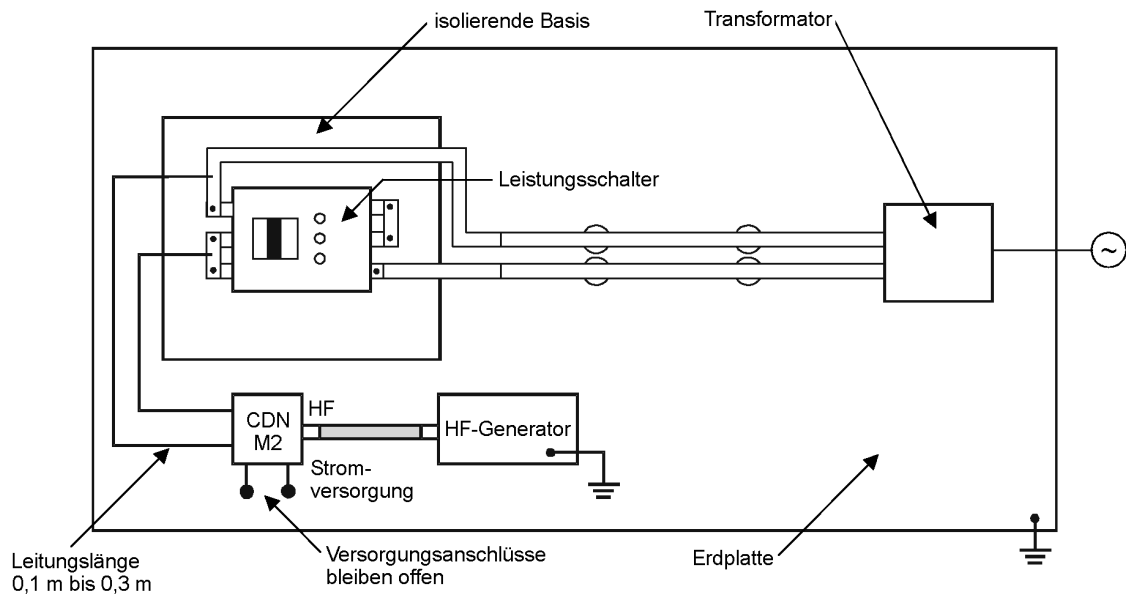 isolierende Basis
Transformator
Leistungsschalter
~
CDN
M2
HF
HF-Generator
Strom-
versorgung
Leitungslänge
0,1 m bis 0,3 m
Versorgungsanschlüsse
bleiben offen
Erdplatte